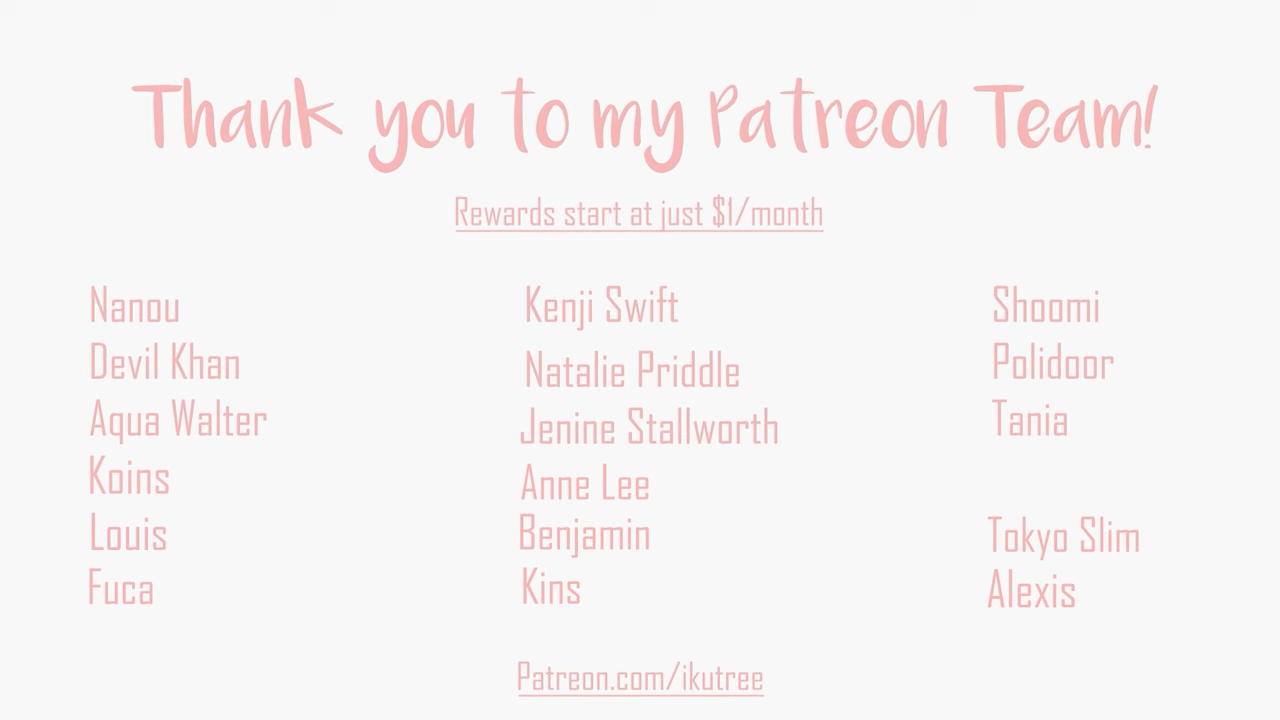 Thank you to my Patreon Team!
Rewards start at just $1/month
Nanou
Devil Khan
Aqua Walter
Koins
Louis
Fuca
Kenji Swift
Natalie Priddle
Jenine Stallworth
Anne Lee
Benjamin
Kins
Shoomi
Polidoor
Tania
Tokyo Slim
Alexis
Patreon.com/ikutree